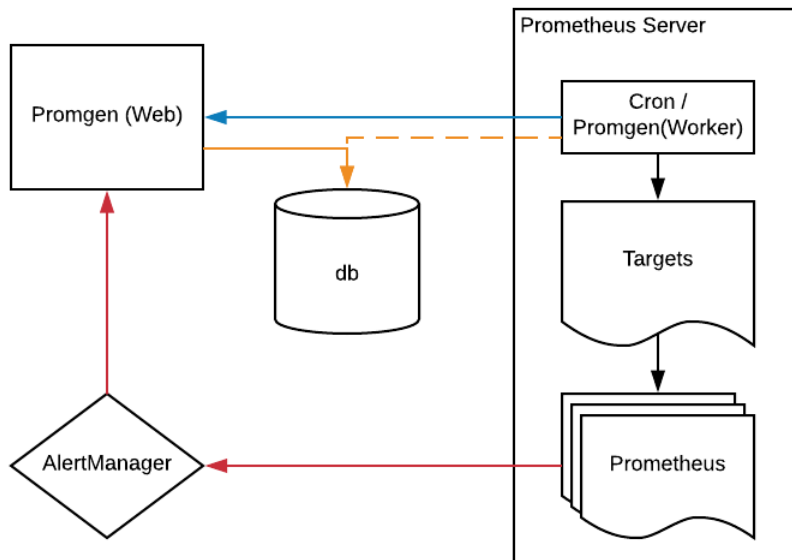 Prometheus Server
Promgen (Web)
Cron /
Promgen(Worker)
db
Targets
AlertManager
Prometheus